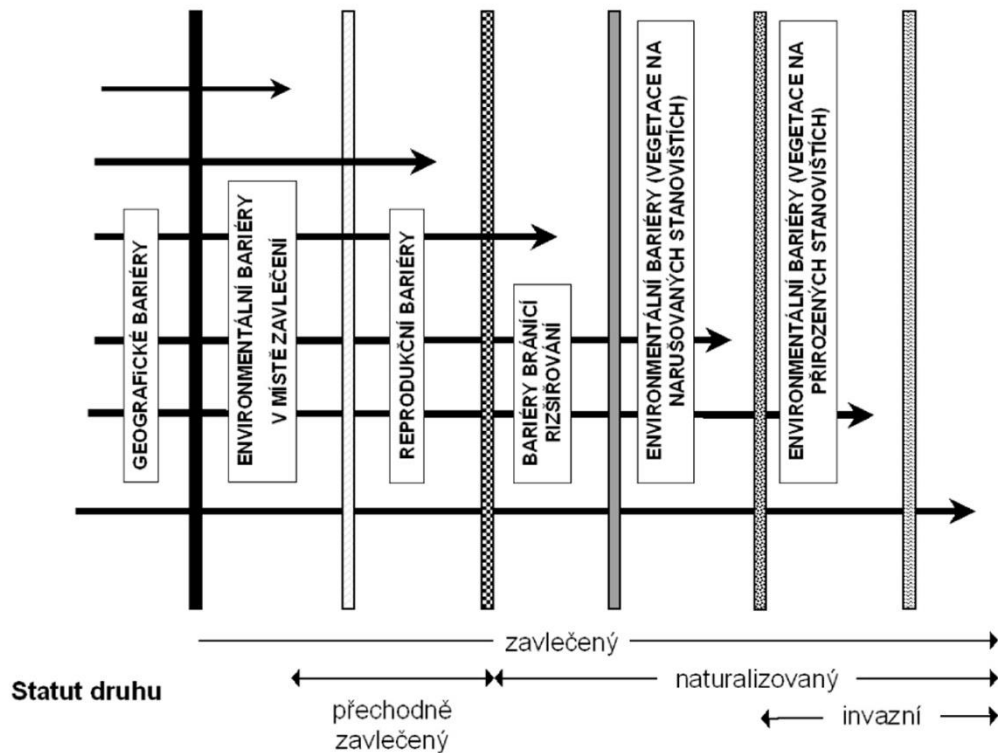 GEOGRAFICKÉ BARIÉRY
ENVIRONMENTÁLNÍ BARIÉRY
V MÍSTĚ ZAVLEČENÍ
REPRODUKČNÍ BARIÉRY
BARIÉRY BRÁNÍCÍ
RIZŠIŘOVÁNÍ
ENVIRONMENTÁLNÍ BARIÉRY (VEGETACE NA
NARUŠOVANÝCH STANOVIŠTÍCH)
ENVIRONMENTÁLNÍ BARIÉRY (VEGETACE NA
PŘIROZENÝCH STANOVIŠTÍCH)
zavlečený
Statut druhu
přechodně
zavlečený
naturalizovaný
invazní